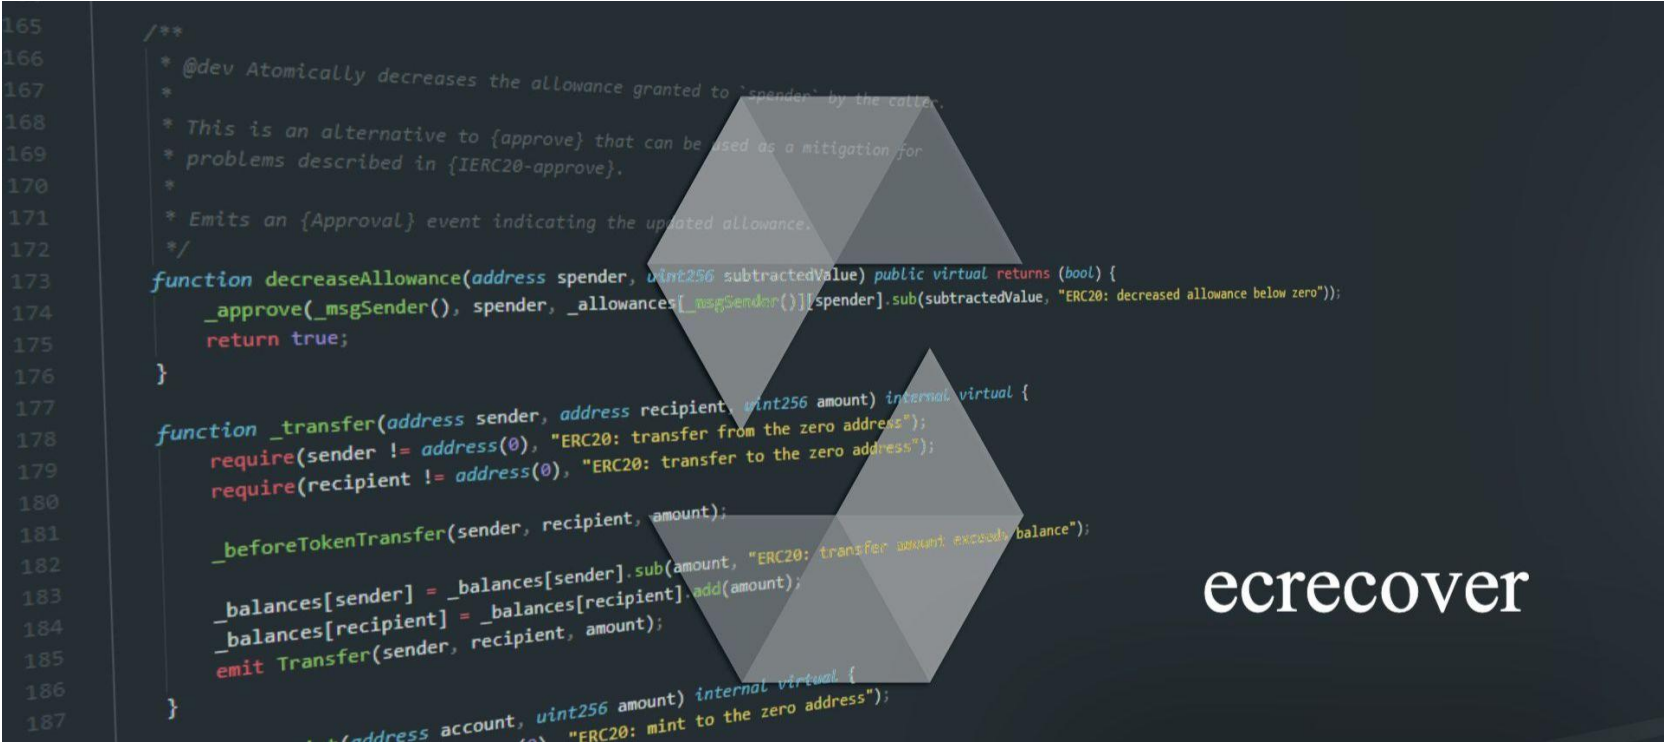 165
/**
166
* @dev Atomically decreases the allowance granted to `spender` by the caller.
167
*
168
* This is an alternative to {approve} that can be used as a mitigation for
169
* problems described in {IERC20-approve}.
170
*
171
* Emits an {Approval} event indicating the updated allowance.
172
*/
173
function decreaseAllowance(address spender, uint256 subtractedValue) public virtual returns (bool) {
174
_approve(_msgSender(), spender, _allowances[_msgSender()][spender].sub(subtractedValue, "ERC20: decreased allowance below zero"));
175
return true;
176
}
177
178
function _transfer(address sender, address recipient, uint256 amount) internal virtual {
179
require(sender != address(0), "ERC20: transfer from the zero address");
180
require(recipient != address(0), "ERC20: transfer to the zero address");
181
182
_beforeTokenTransfer(sender, recipient, amount);
183
184
_balances[sender] = _balances[sender].sub(amount, "ERC20: transfer amount exceeds balance");
185
_balances[recipient] = _balances[recipient].add(amount);
186
emit Transfer(sender, recipient, amount);
187
}
(address account, uint256 amount) internal virtual {
"ERC20: mint to the zero address");
ecrecover